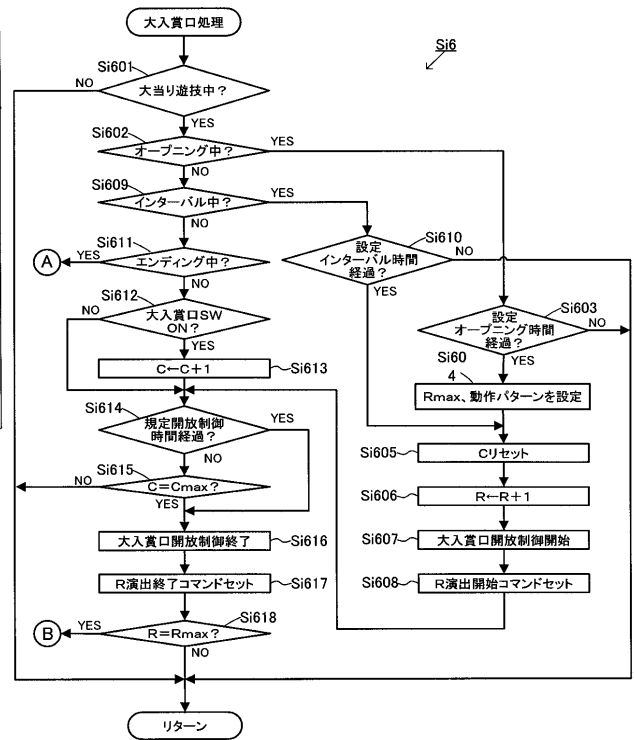 大入賞口処理
Si6
Si601
大当り遊技中？
NO
YES
Si602
オープニング中？
YES
NO
Si609
インターバル中？
YES
NO
Si610
設定
インターバル時間
経過？
NO
YES
Si611
エンディング中？
YES
A
NO
Si612
大入賞口SW
ON？
NO
YES
C←C＋1
Si613
Si603
設定
オープニング時間
経過？
NO
YES
Si60
4
Rmax、動作パターンを設定
Si614
規定開放制御
時間経過？
YES
NO
Si605
Cリセット
Si615
C＝Cmax？
NO
YES
Si606
R←R＋1
大入賞口開放制御終了
Si616
Si607
大入賞口開放制御開始
R演出終了コマンドセット
Si617
Si608
R演出開始コマンドセット
Si618
R＝Rmax？
YES
B
NO
リターン